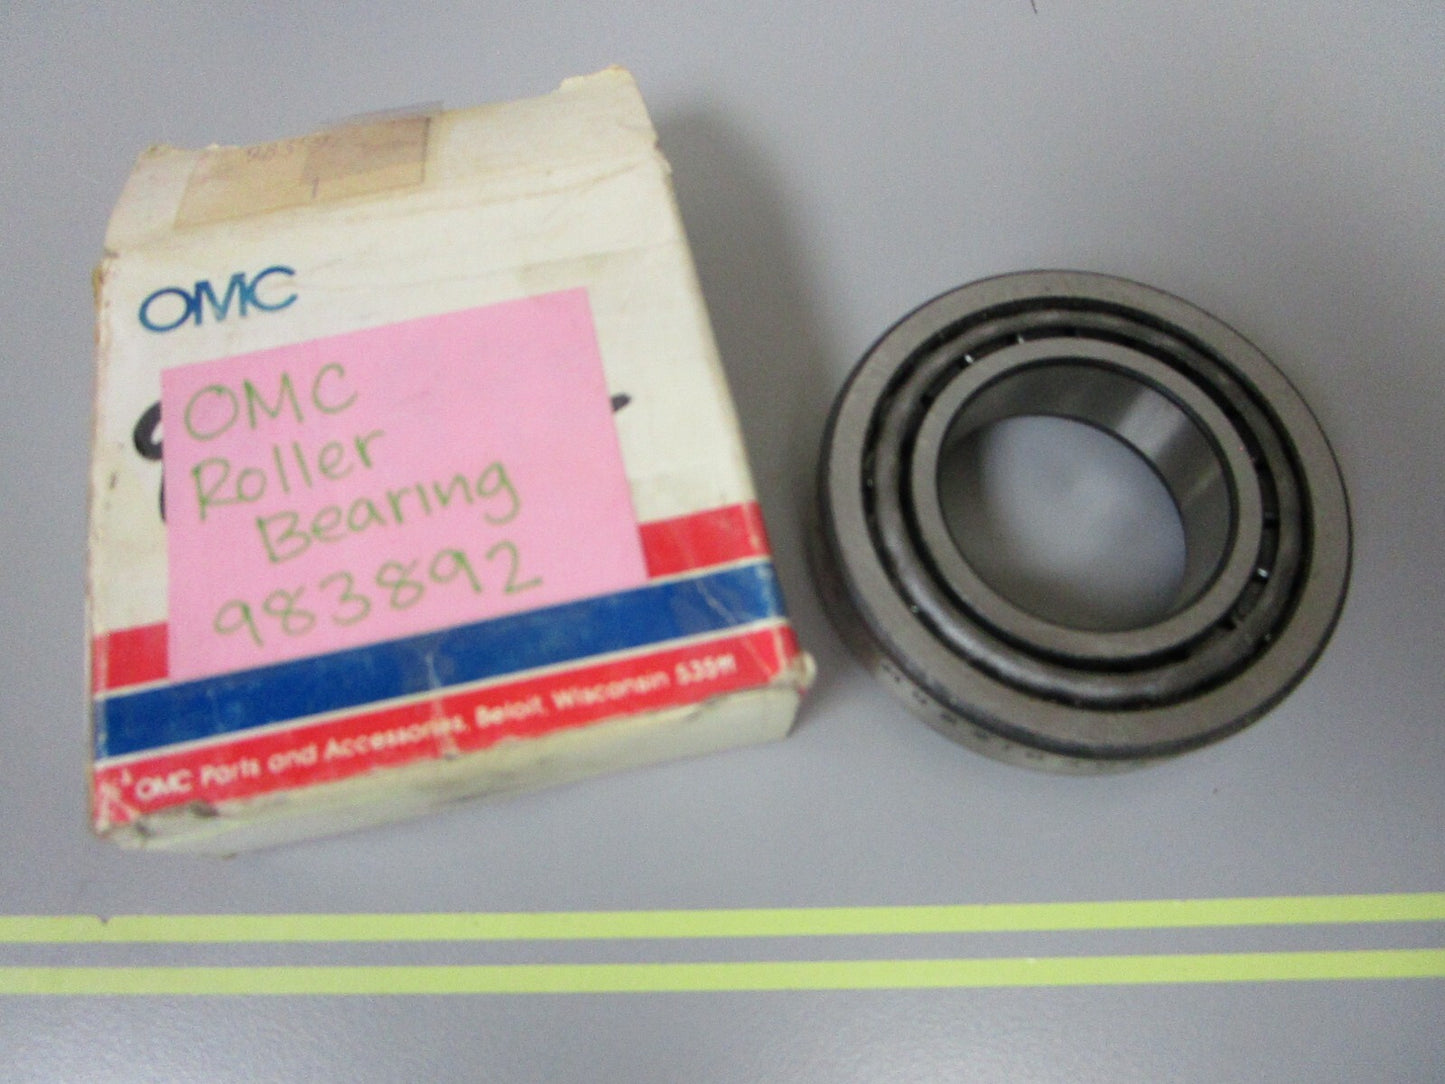 OMC
OMC
Roller
Bearing
983892
OMC Parts and Accessories, Beloit, Wisconsin 53511